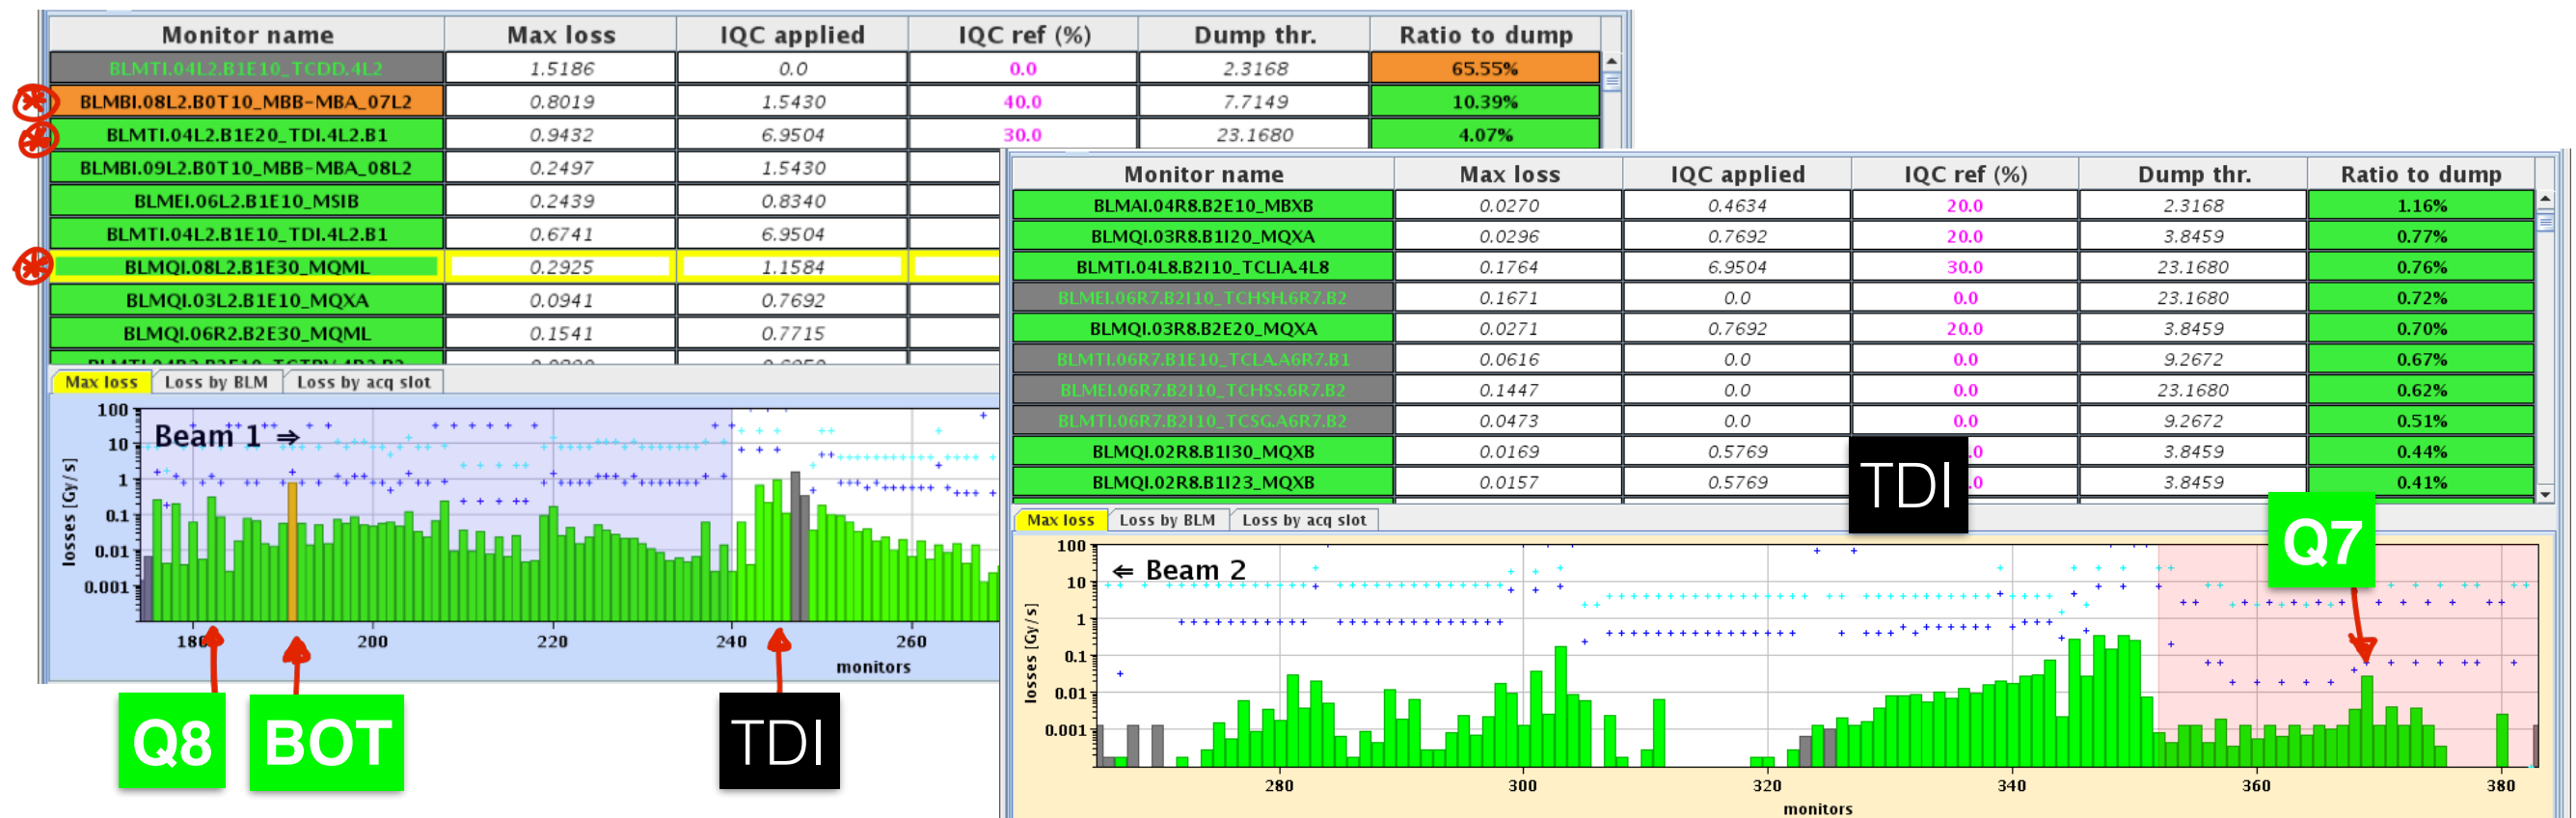 Monitor name Max loss IQC applied IQC ref (%) Dump thr. Ratio to dump
BLMTI.04L2.B1E10_TCDD.4L2 1.5186 0.0 0.0 2.3168 65.55%
BLMBI.08L2.B0T10_MBB-MBA_07L2 0.8019 1.5430 40.0 7.7149 10.39%
BLMTI.04L2.B1E20_TDI.4L2.B1 0.9432 6.9504 30.0 23.1680 4.07%
BLMBI.09L2.B0T10_MBB-MBA_08L2 0.2497 1.5430
BLMEI.06L2.B1E10_MSIB 0.2439 0.8340
BLMTI.04L2.B1E10_TDI.4L2.B1 0.6741 6.9504
BLMQI.08L2.B1E30_MQML 0.2925 1.1584
BLMQI.03L2.B1E10_MQXA 0.0941 0.7692
BLMQI.06R2.B2E30_MQML 0.1541 0.7715
Max loss Loss by BLM Loss by acq slot
100
10
1
0.1
0.01
0.001
losses [Gy/s]
Beam 1 ⇒
180 200 220 240 260
monitors
Q8 BOT TDI
Monitor name Max loss IQC applied IQC ref (%) Dump thr. Ratio to dump
BLMAI.04R8.B2E10_MBXB 0.0270 0.4634 20.0 2.3168 1.16%
BLMQI.03R8.B1I20_MQXA 0.0296 0.7692 20.0 3.8459 0.77%
BLMTI.04L8.B2I10_TCLIA.4L8 0.1764 6.9504 30.0 23.1680 0.76%
BLMEI.06R7.B2I10_TCHSH.6R7.B2 0.1671 0.0 0.0 23.1680 0.72%
BLMQI.03R8.B2E20_MQXA 0.0271 0.7692 20.0 3.8459 0.70%
BLMTI.06R7.B1E10_TCLA.A6R7.B1 0.0616 0.0 0.0 9.2672 0.67%
BLMEI.06R7.B2I10_TCHSS.6R7.B2 0.1447 0.0 0.0 23.1680 0.62%
BLMTI.06R7.B2I10_TCSG.A6R7.B2 0.0473 0.0 0.0 9.2672 0.51%
BLMQI.02R8.B1I30_MQXB 0.0169 0.5769 .0 3.8459 0.44%
BLMQI.02R8.B1I23_MQXB 0.0157 0.5769 .0 3.8459 0.41%
TDI
Max loss Loss by BLM Loss by acq slot
Q7
100
10
1
0.1
0.01
0.001
losses [Gy/s]
⇐ Beam 2
280 300 320 340 360 380
monitors